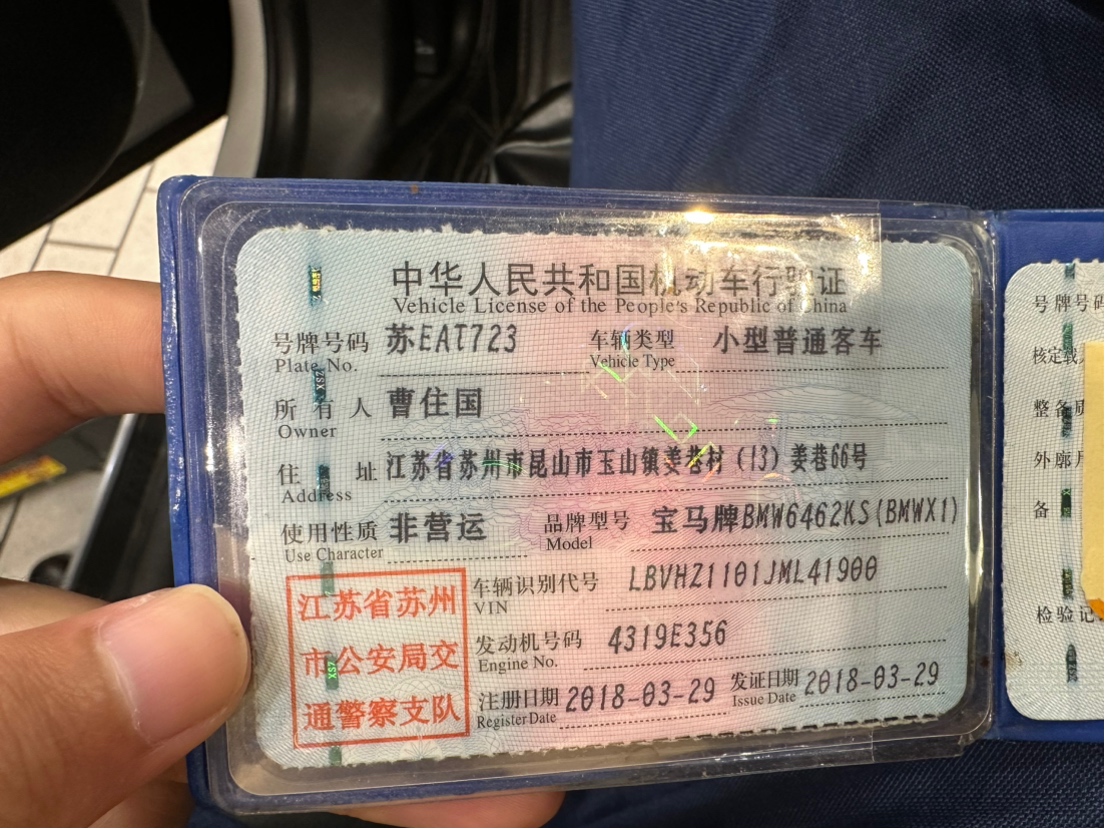 中华人民共和国机动车行驶证
Vehicle License of the People's Republic of China
号牌号码 苏EAT723 车辆类型 小型普通客车
Plate No. Vehicle Type
所有人 曹住国
Owner
住址 江苏省苏州市昆山市玉山镇姜巷村(13)姜巷66号
Address
使用性质 非营运 品牌型号 宝马牌BMW6462KS(BMWX1)
Use Character Model
江苏省苏州
市公安局交
通警察支队
车辆识别代号 LBVHZ1101JML41900
VIN
发动机号码 4319E356
Engine No.
注册日期 2018-03-29 发证日期 2018-03-29
Register Date Issue Date
号牌号码
核定载
整备质
外廓尺
备
检验记